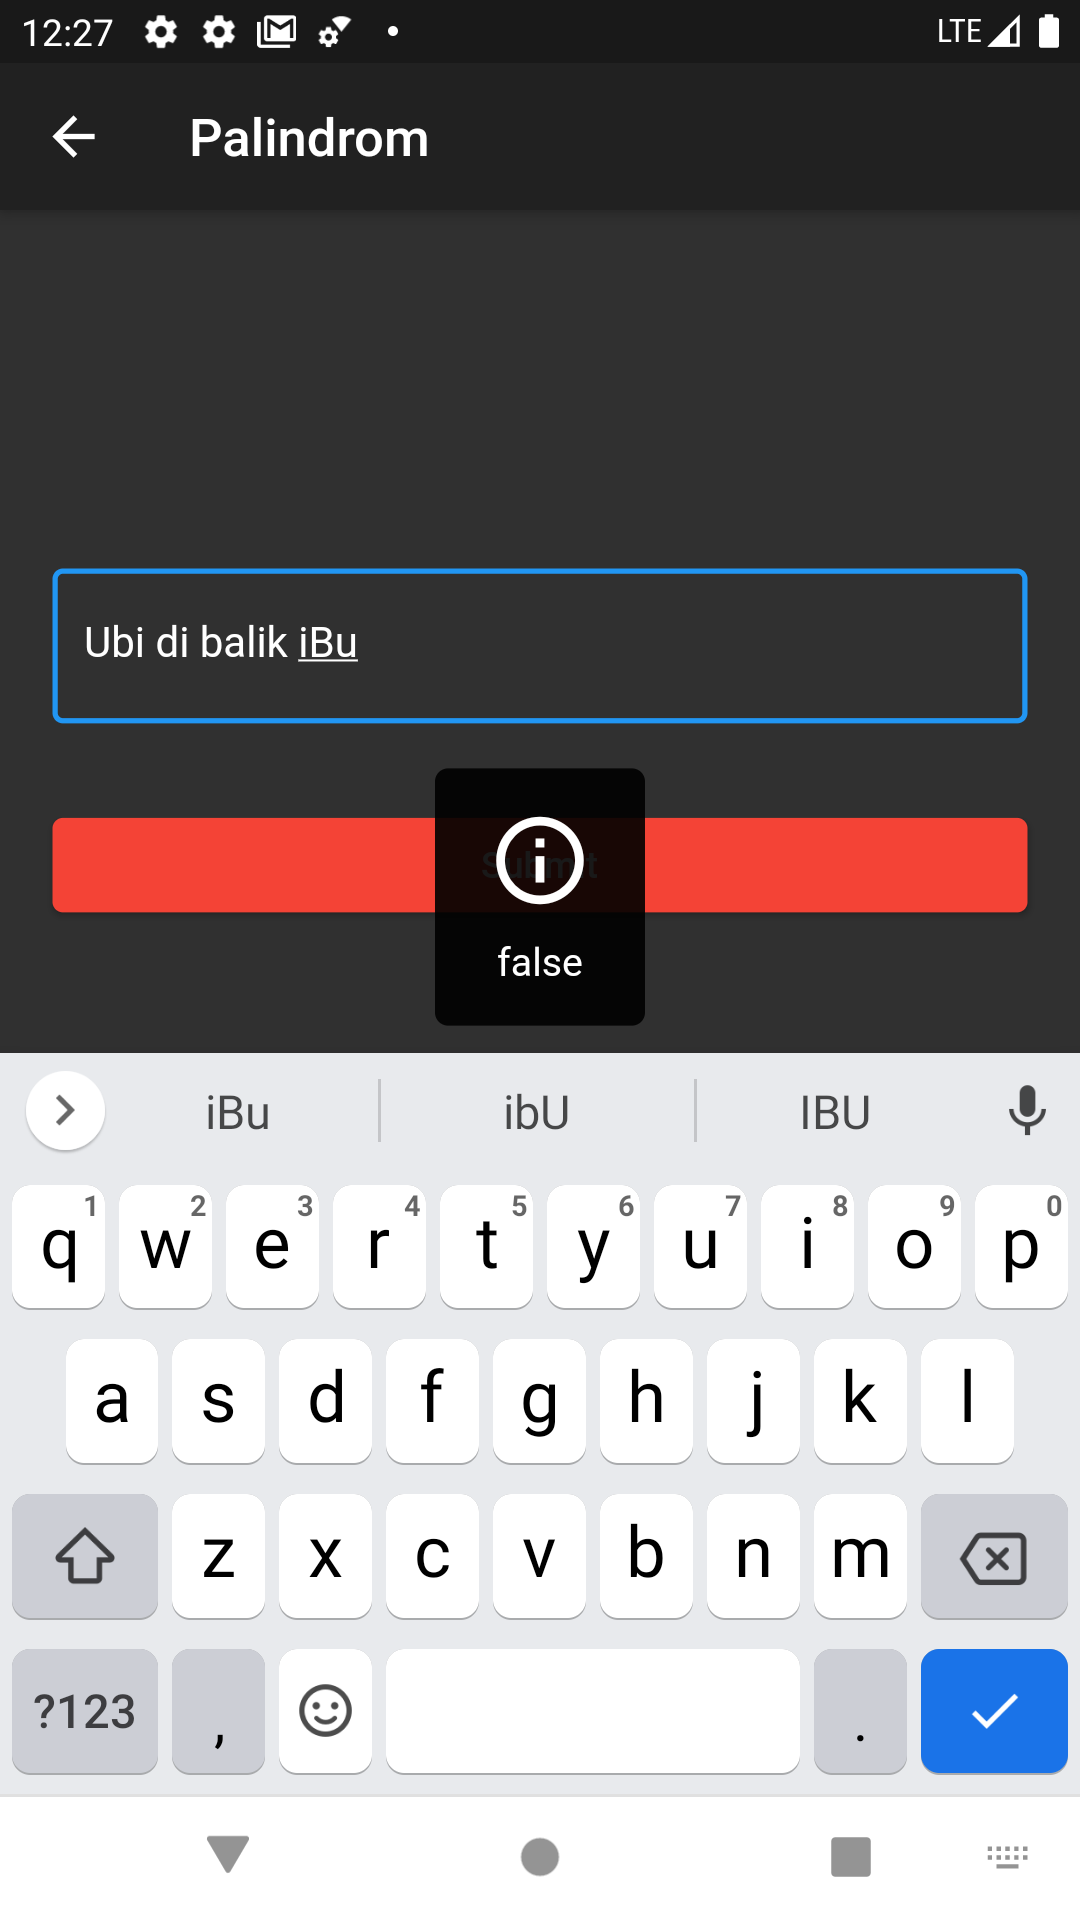 12:27 LTE
Palindrom
Ubi di balik iBu
Submit
false
iBu ibU IBU
1 2 3 4 5 6 7 8 9 0
q w e r t y u i o p
a s d f g h j k l
z x c v b n m
?123 , .